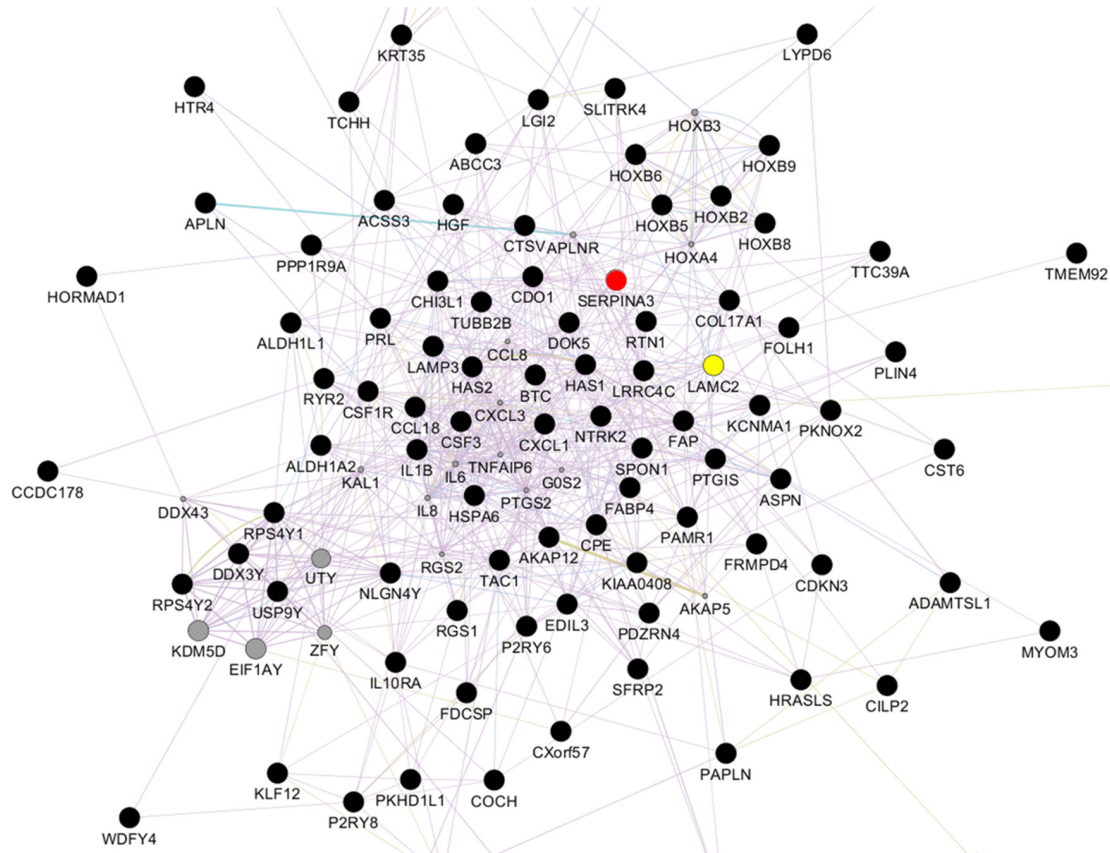 KRT35
LYPD6
HTR4
TCHH
LGI2
SLITRK4
HOXB3
ABCC3
HOXB6
HOXB9
APLN
ACSS3
HGF
HOXB5
HOXB2
HOXB8
CTSV
APLNR
HOXA4
PPP1R9A
TTC39A
TMEM92
HORMAD1
CHI3L1
CDO1
SERPINA3
TUBB2B
COL17A1
ALDH1L1
PRL
DOK5
RTN1
FOLH1
CCL8
LAMP3
HAS2
HAS1
LRRC4C
LAMC2
PLIN4
RYR2
CSF1R
BTC
CCL18
CXCL3
CSF3
CXCL1
NTRK2
FAP
KCNMA1
PKNOX2
ALDH1A2
IL1B
IL6
TNFAIP6
SPON1
PTGIS
CST6
CCDC178
KAL1
G0S2
ASPN
DDX43
IL8
HSPA6
PTGS2
FABP4
RPS4Y1
CPE
PAMR1
DDX3Y
UTY
RGS2
AKAP12
FRMPD4
RPS4Y2
USP9Y
NLGN4Y
TAC1
KIAA0408
CDKN3
ADAMTSL1
AKAP5
KDM5D
EIF1AY
ZFY
RGS1
P2RY6
EDIL3
PDZRN4
MYOM3
IL10RA
SFRP2
HRASLS
CILP2
FDCSP
CXorf57
PAPLN
KLF12
PKHD1L1
COCH
P2RY8
WDFY4